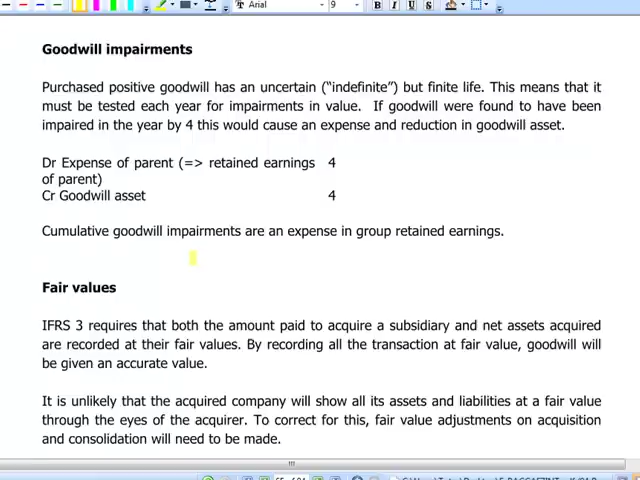 Arial 9 B I U S
Goodwill impairments
Purchased positive goodwill has an uncertain (“indefinite”) but finite life. This means that it
must be tested each year for impairments in value.  If goodwill were found to have been
impaired in the year by 4 this would cause an expense and reduction in goodwill asset.
Dr Expense of parent (=> retained earnings 4
of parent)
Cr Goodwill asset 4
Cumulative goodwill impairments are an expense in group retained earnings.
Fair values
IFRS 3 requires that both the amount paid to acquire a subsidiary and net assets acquired
are recorded at their fair values. By recording all the transaction at fair value, goodwill will
be given an accurate value.
It is unlikely that the acquired company will show all its assets and liabilities at a fair value
through the eyes of the acquirer. To correct for this, fair value adjustments on acquisition
and consolidation will need to be made.